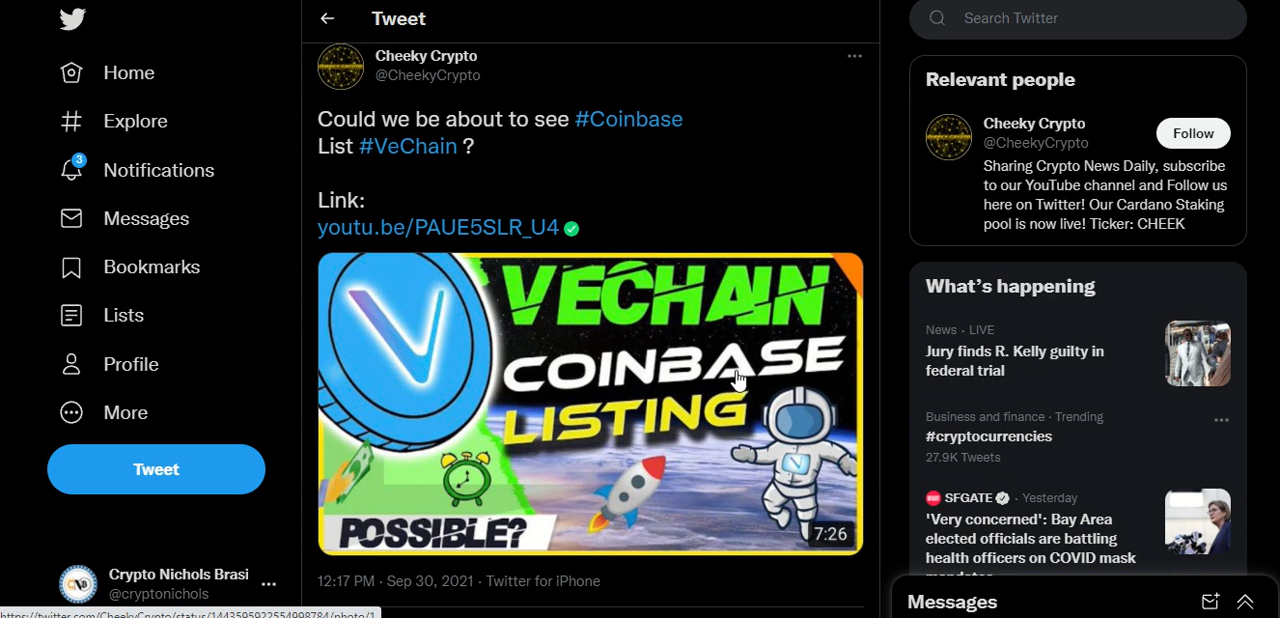 Home
Explore
3
Notifications
Messages
Bookmarks
Lists
Profile
More
Tweet
Crypto Nichols Brasi
@cryptonichols
https://twitter.com/CheekyCrypto/status/1443595922554998784/photo/1
Tweet
Cheeky Crypto
@CheekyCrypto
Could we be about to see #Coinbase
List #VeChain ?
Link:
youtu.be/PAUE5SLR_U4
VECHAIN
COINBASE
LISTING
POSSIBLE?
7:26
12:17 PM · Sep 30, 2021 · Twitter for iPhone
Search Twitter
Relevant people
Cheeky Crypto
@CheekyCrypto
Follow
Sharing Crypto News Daily, subscribe
to our YouTube channel and Follow us
here on Twitter! Our Cardano Staking
pool is now live! Ticker: CHEEK
What's happening
News · LIVE
Jury finds R. Kelly guilty in
federal trial
Business and finance · Trending
#cryptocurrencies
27.9K Tweets
SFGATE · Yesterday
'Very concerned': Bay Area
elected officials are battling
health officers on COVID mask
Messages